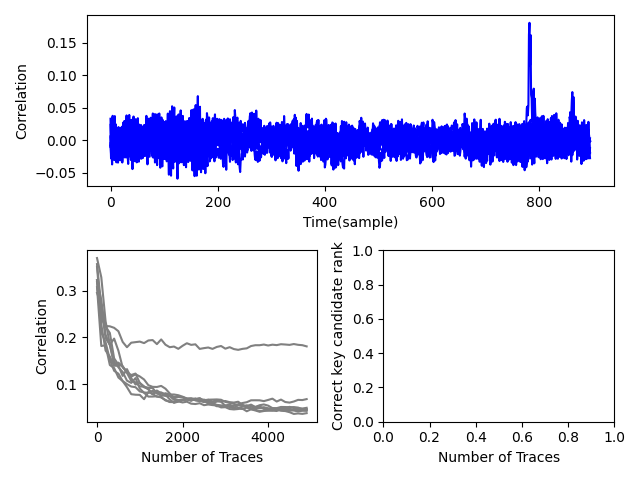 Correlation
0.15
0.10
0.05
0.00
−0.05
0 200 400 600 800
Time(sample)
Correlation
0.3
0.2
0.1
0 2000 4000
Number of Traces
Correct key candidate rank
1.0
0.8
0.6
0.4
0.2
0.0
0.0 0.2 0.4 0.6 0.8 1.0
Number of Traces